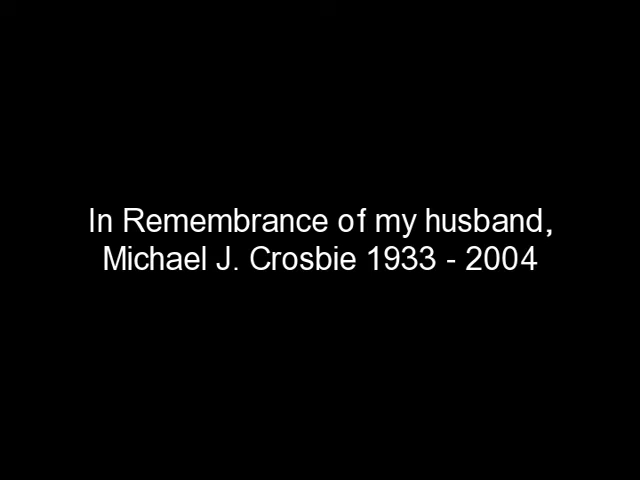 In Remembrance of my husband,
Michael J. Crosbie 1933 - 2004